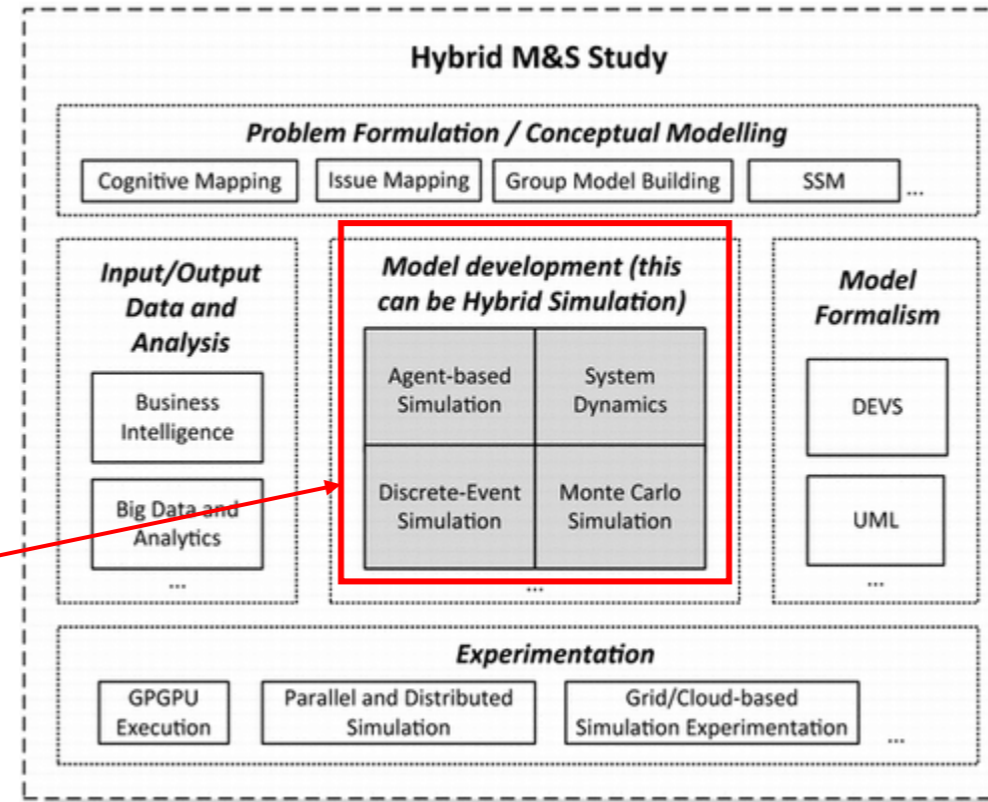 Hybrid M&S Study
Problem Formulation / Conceptual Modelling
Cognitive Mapping
Issue Mapping
Group Model Building
SSM
...
Input/Output
Data and
Analysis
Business
Intelligence
Big Data and
Analytics
...
Model development (this
can be Hybrid Simulation)
Agent-based
Simulation
System
Dynamics
Discrete-Event
Simulation
Monte Carlo
Simulation
...
Model
Formalism
DEVS
UML
...
Experimentation
GPGPU
Execution
Parallel and Distributed
Simulation
Grid/Cloud-based
Simulation Experimentation
...